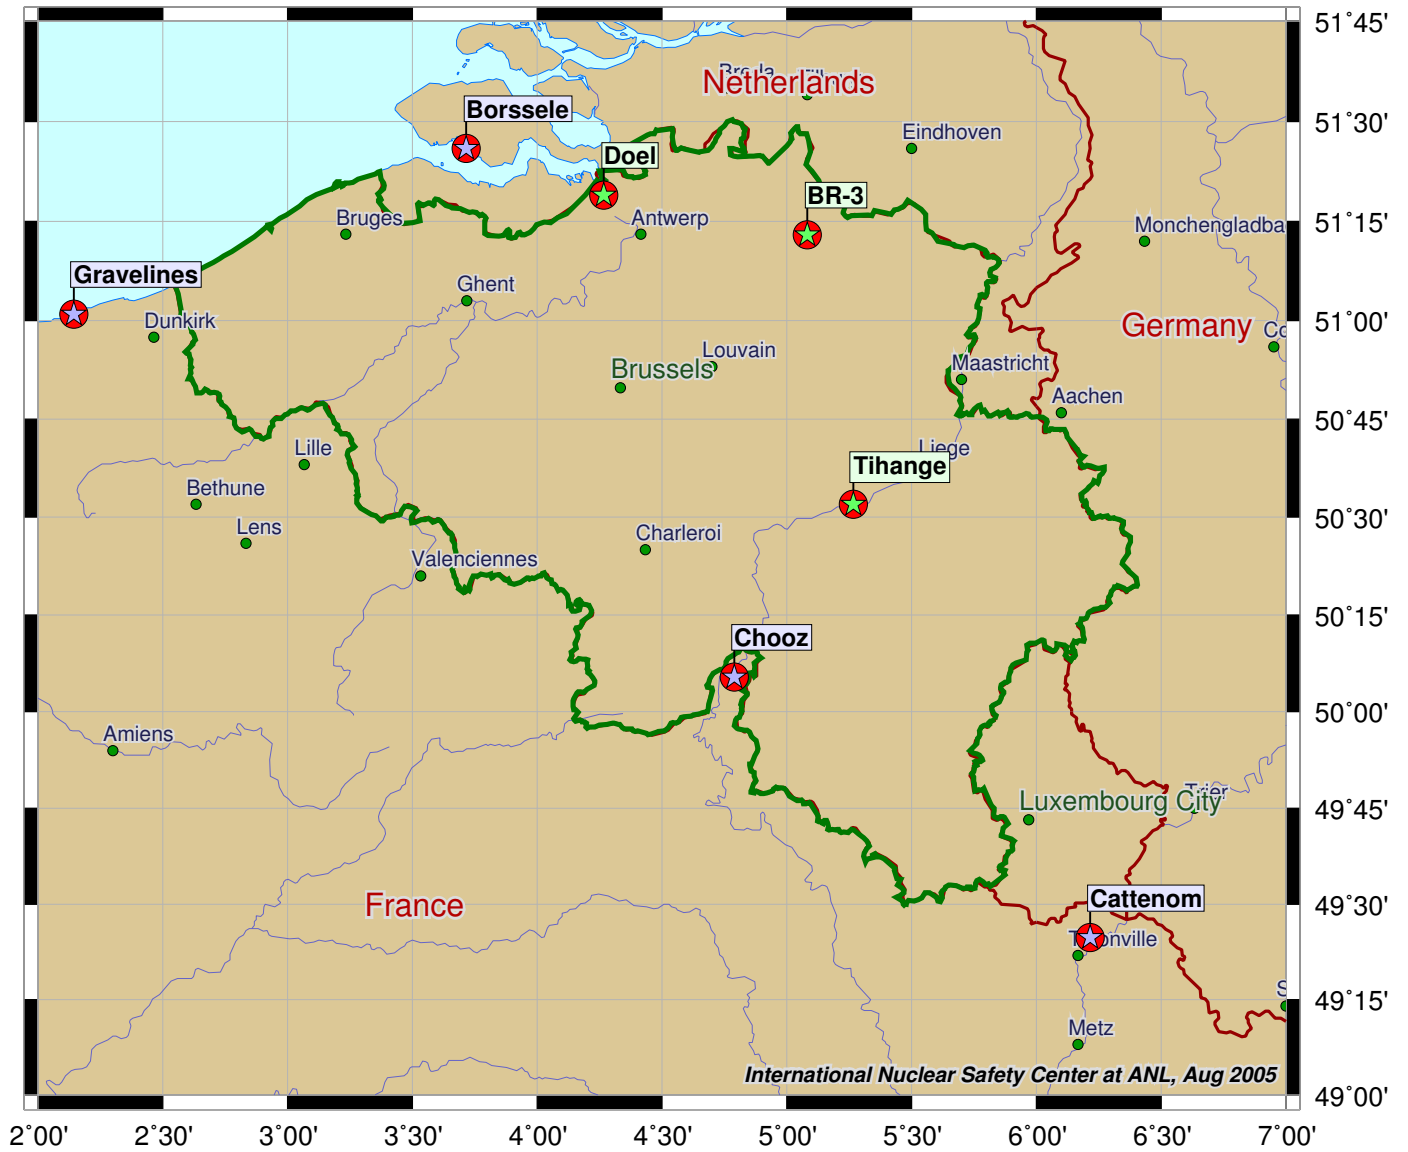 51°45'
Netherlands
Borssele
51°30'
Eindhoven
Doel
BR-3
Bruges
Antwerp
51°15'
Monchengladba
Gravelines
Ghent
Dunkirk
51°00'
Germany
Co
Louvain
Brussels
Maastricht
Aachen
50°45'
Lille
Liege
Tihange
Bethune
Lens
50°30'
Charleroi
Valenciennes
50°15'
Chooz
50°00'
Amiens
Trier
Luxembourg City
49°45'
France
Cattenom
49°30'
49°15'
S
Metz
International Nuclear Safety Center at ANL, Aug 2005
49°00'
2°00' 2°30' 3°00' 3°30' 4°00' 4°30' 5°00' 5°30' 6°00' 6°30' 7°00'